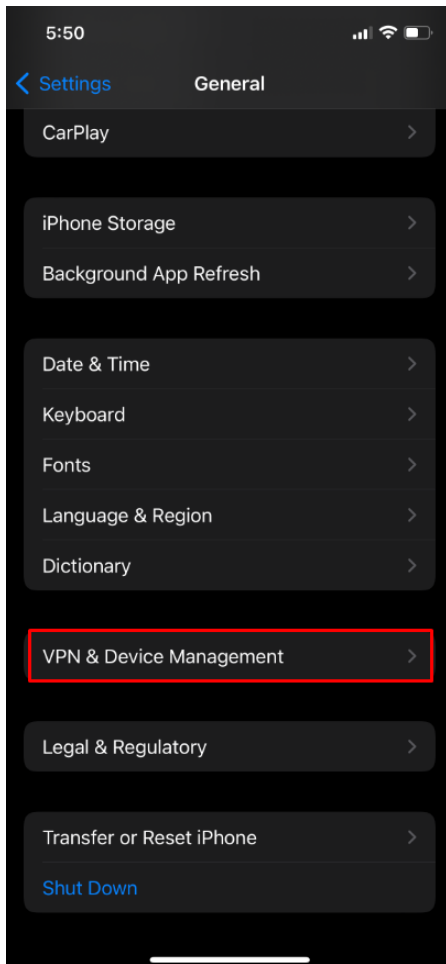 5:50
Settings
General
CarPlay
iPhone Storage
Background App Refresh
Date & Time
Keyboard
Fonts
Language & Region
Dictionary
VPN & Device Management
Legal & Regulatory
Transfer or Reset iPhone
Shut Down